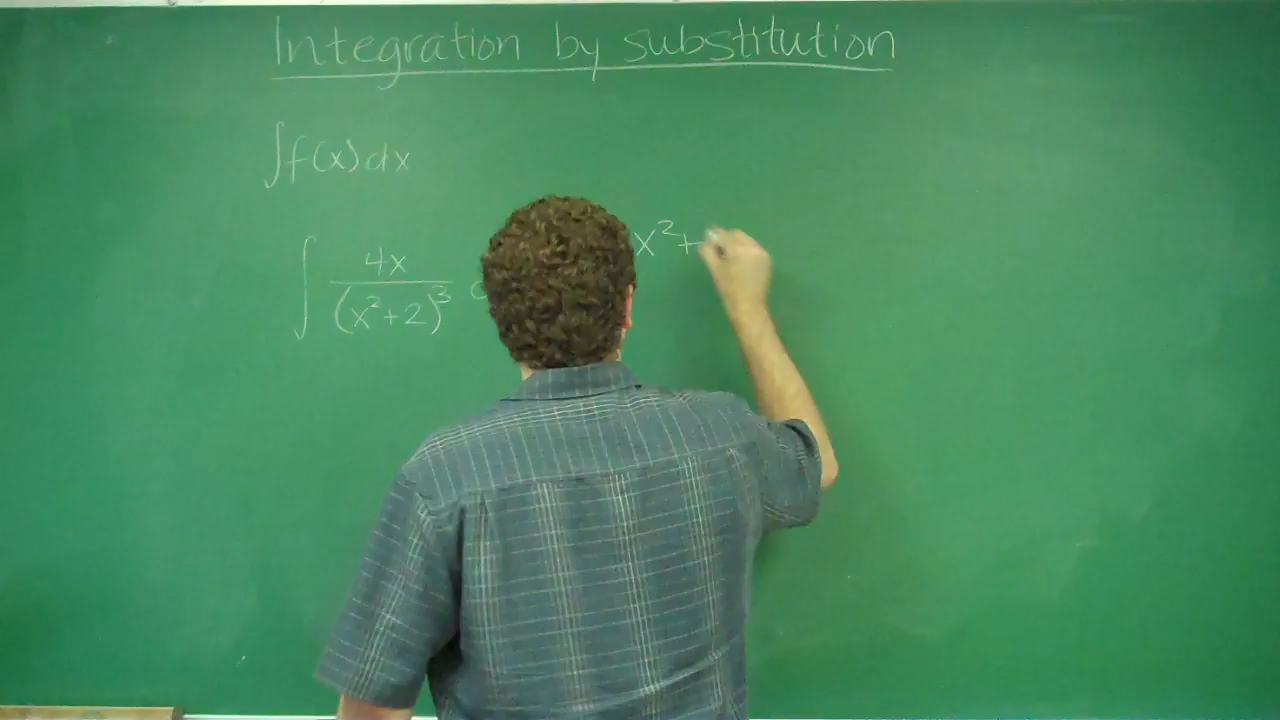 Integration by substitution
∫f(x)dx
∫ 4x / (x²+2)³
x²+